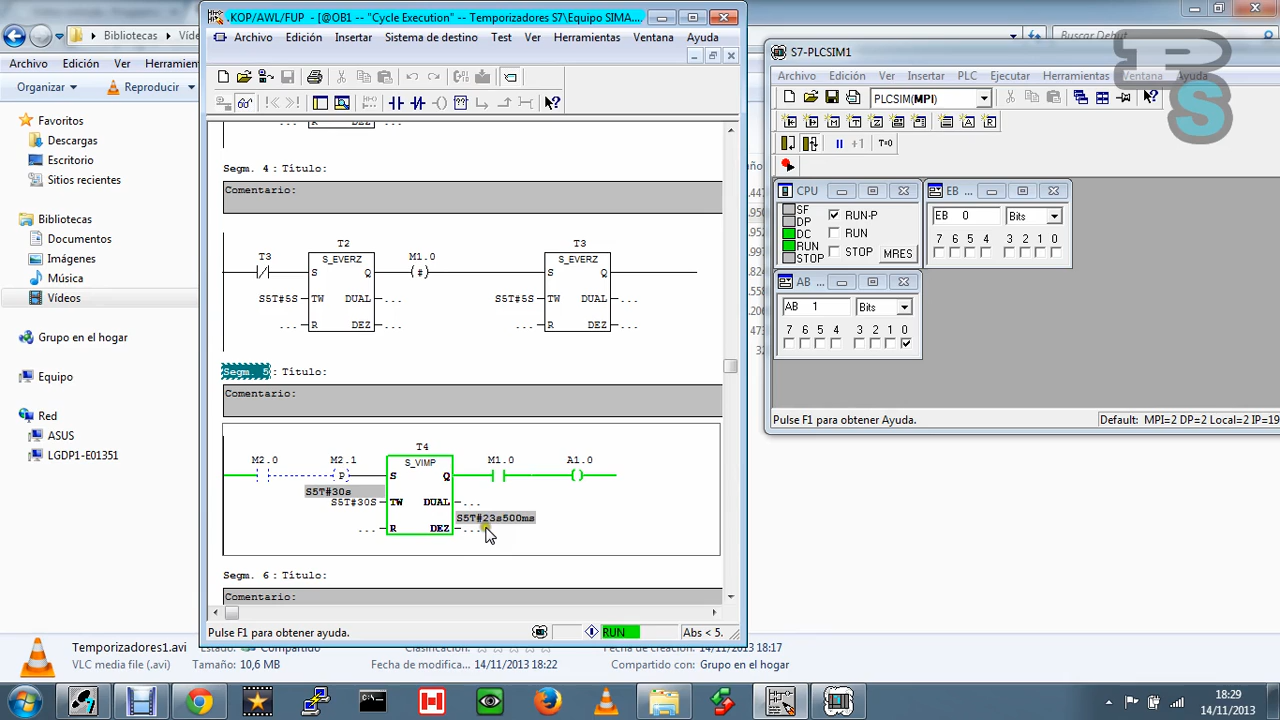 .KOP/AWL/FUP - [@OB1 -- "Cycle Execution" -- Temporizadores S7\Equipo SIMA...
Archivo Edición Insertar Sistema de destino Test Ver Herramientas Ventana Ayuda
Bibliotecas
Archivo Edición Ver
Organizar Reproducir
Favoritos
Descargas
Escritorio
Sitios recientes
Bibliotecas
Documentos
Imágenes
Música
Vídeos
Grupo en el hogar
Equipo
Red
ASUS
LGDP1-E01351
Segm. 4 : Título:
Comentario:
T3 T2 M1.0 T3
S_EVERZ S_EVERZ
S Q # S Q
S5T#5S TW DUAL ... S5T#5S TW DUAL ...
... R DEZ ... ... R DEZ ...
Segm. 5 : Título:
Comentario:
T4
M2.0 M2.1 S_VIMP M1.0 A1.0
P S Q
S5T#30s
S5T#30S TW DUAL ...
S5T#23s500ms
... R DEZ ...
Segm. 6 : Título:
Comentario:
Pulse F1 para obtener ayuda.
RUN
Abs < 5.
S7-PLCSIM1
Archivo Edición Ver Insertar PLC Ejecutar Herramientas Ventana Ayuda
PLCSIM(MPI)
+1 T=0
CPU
SF
DP
DC
RUN
STOP
RUN-P
RUN
STOP
MRES
EB ...
EB 0 Bits
7 6 5 4 3 2 1 0
AB ...
AB 1 Bits
7 6 5 4 3 2 1 0
Pulse F1 para obtener Ayuda.
Default: MPI=2 DP=2 Local=2 IP=19
Temporizadores1.avi
VLC media file (.avi)
Tamaño: 10,6 MB
Fecha de modifica... 14/11/2013 18:22
14/11/2013 18:17
Compartido con: Grupo en el hogar
18:29
14/11/2013